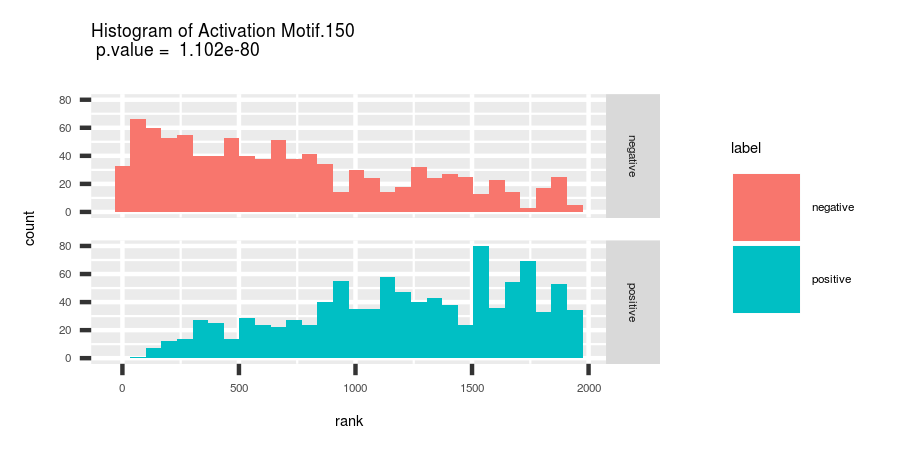 Histogram of Activation Motif.150
p.value = 1.102e-80
count
80
60
40
20
0
negative
80
60
40
20
0
positive
0 500 1000 1500 2000
rank
label
negative
positive